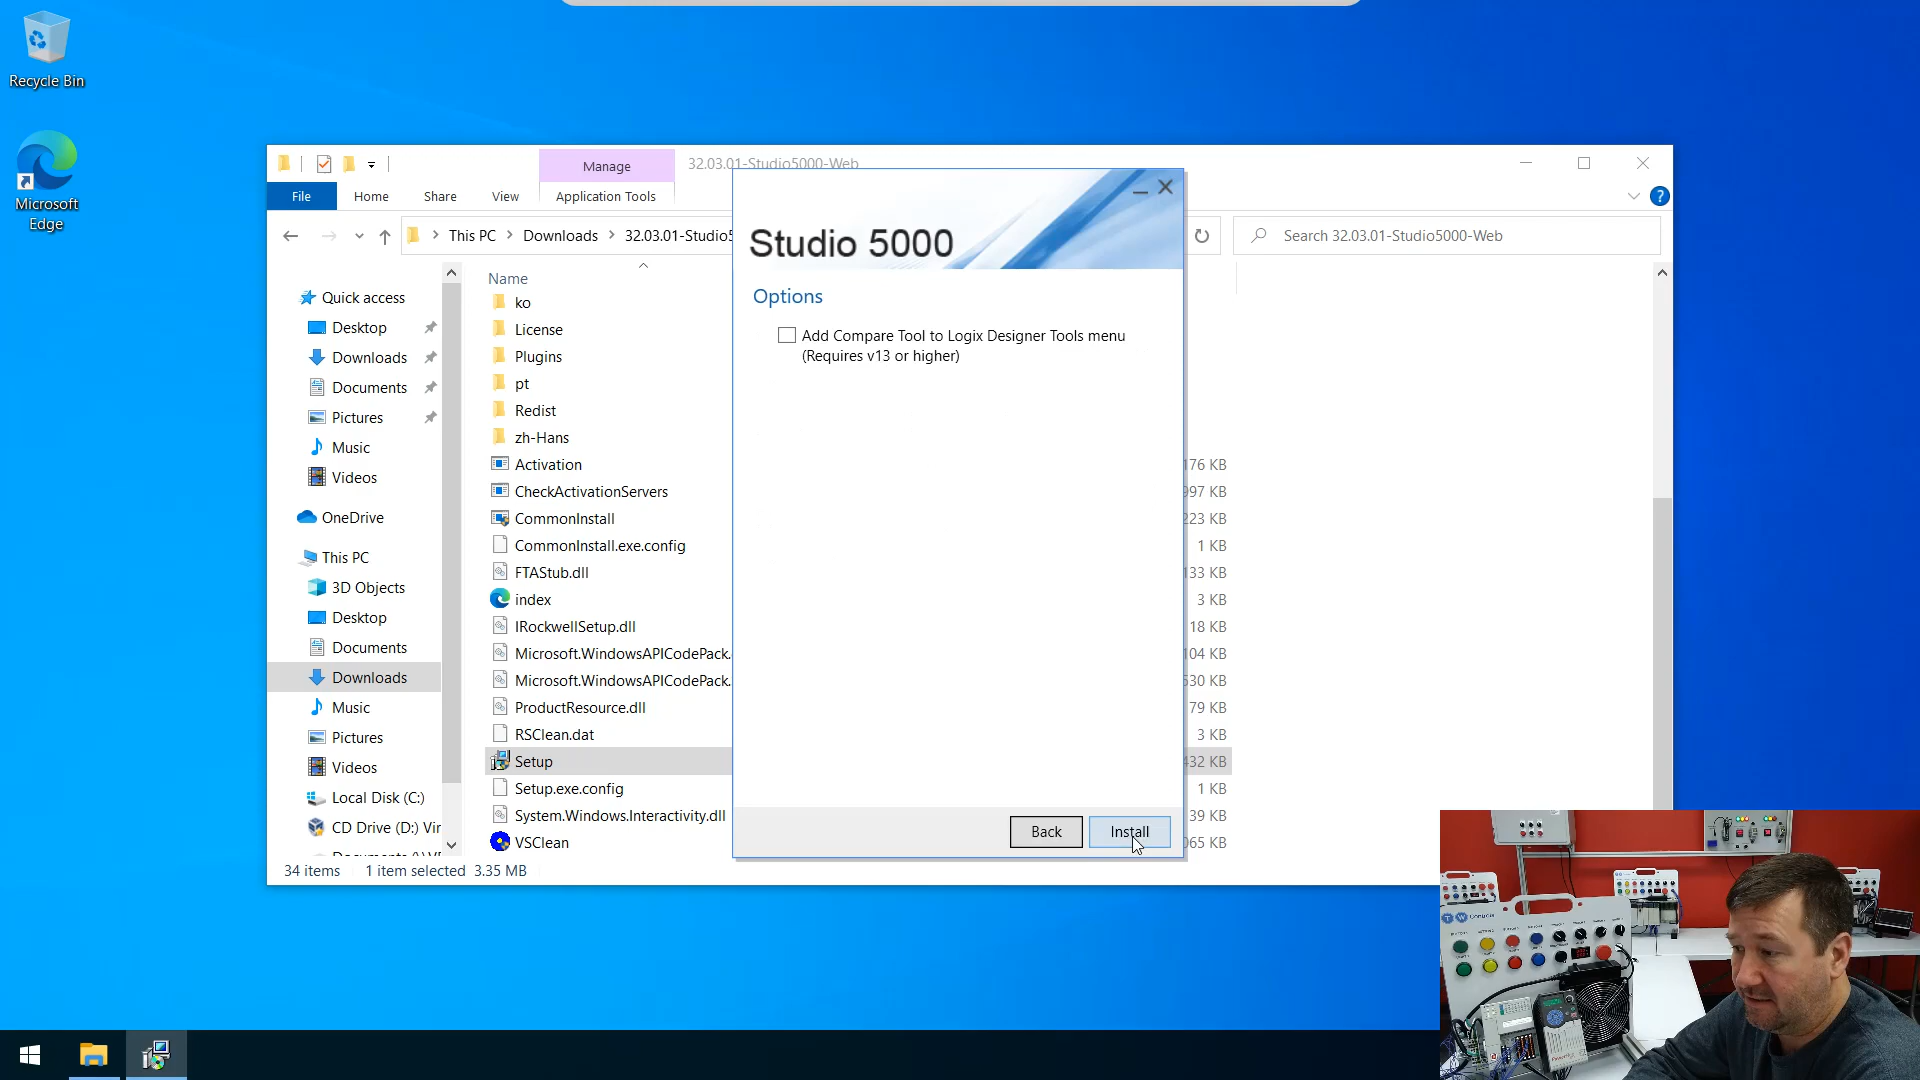 Recycle Bin
Microsoft
Edge
Manage
32.03.01-Studio5000-Web
File
Home
Share
View
Application Tools
This PC
Downloads
32.03.01-Studio5
Search 32.03.01-Studio5000-Web
Quick access
Desktop
Downloads
Documents
Pictures
Music
Videos
OneDrive
This PC
3D Objects
Desktop
Documents
Downloads
Music
Pictures
Videos
Local Disk (C:)
CD Drive (D:) Vir
Name
ko
License
Plugins
pt
Redist
zh-Hans
Activation
176 KB
CheckActivationServers
997 KB
CommonInstall
223 KB
CommonInstall.exe.config
1 KB
FTAStub.dll
133 KB
index
3 KB
IRockwellSetup.dll
18 KB
Microsoft.WindowsAPICodePack.
104 KB
Microsoft.WindowsAPICodePack.
530 KB
ProductResource.dll
79 KB
RSClean.dat
3 KB
Setup
432 KB
Setup.exe.config
1 KB
System.Windows.Interactivity.dll
39 KB
VSClean
065 KB
34 items
1 item selected
3.35 MB
Studio 5000
Options
Add Compare Tool to Logix Designer Tools menu
(Requires v13 or higher)
Back
Install
TW Controls